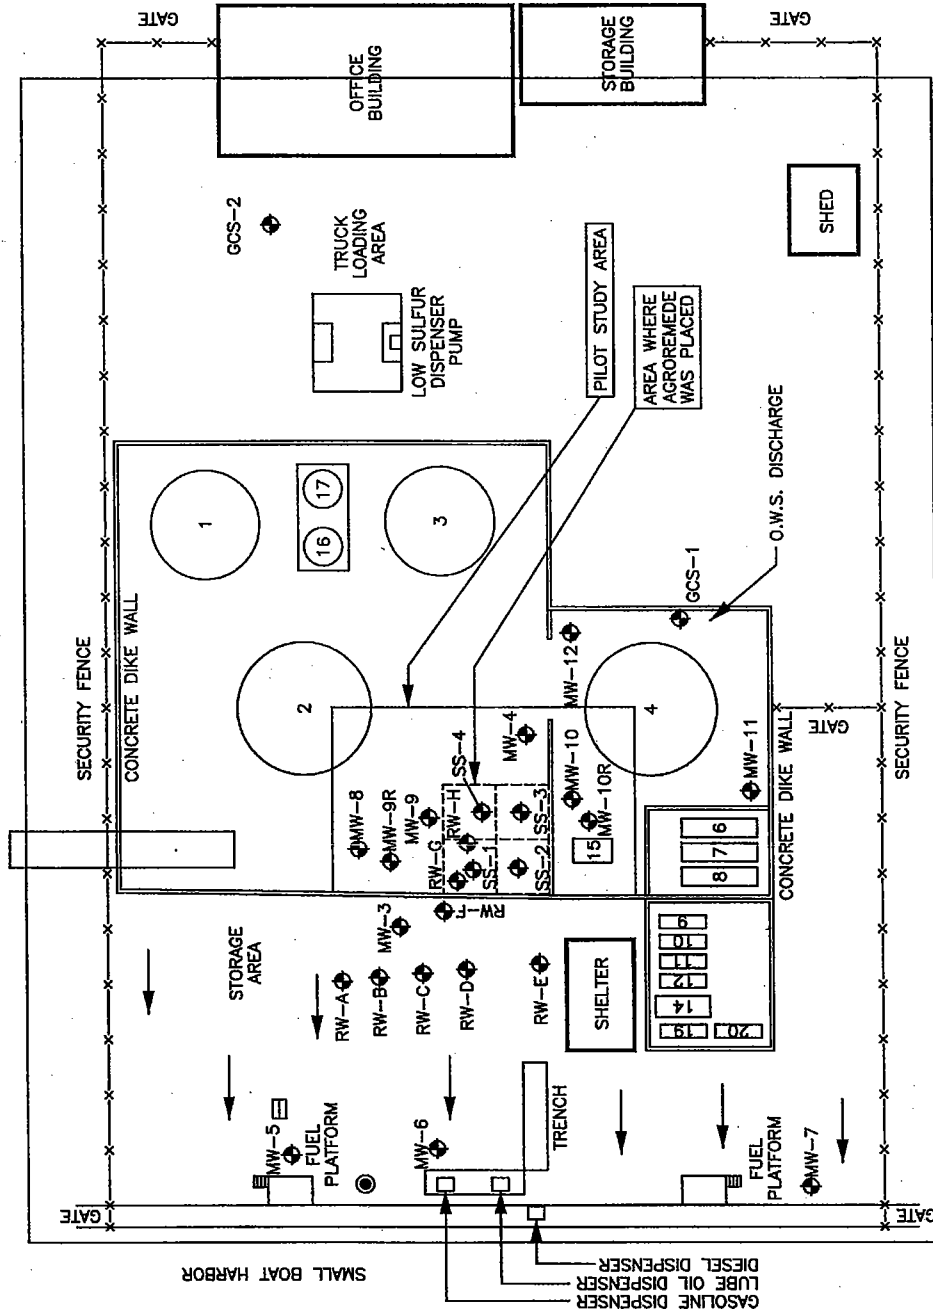 GATE
GATE
OFFICE
BUILDING
STORAGE
BUILDING
GCS-2
TRUCK
LOADING
AREA
SHED
LOW SULFUR
DISPENSER
PUMP
PILOT STUDY AREA
AREA WHERE
AGROREMEDE
WAS PLACED
O.W.S. DISCHARGE
SECURITY FENCE
CONCRETE DIKE WALL
1
16
17
3
2
4
GCS-1
MW-12
MW-4
MW-10
MW-10R
MW-11
GATE
SECURITY FENCE
CONCRETE DIKE WALL
MW-8
MW-9R
MW-9
RW-H
SS-4
RW-G
SS-1
SS-2
SS-3
15
6
7
8
RW-F
MW-3
STORAGE
AREA
RW-A
RW-B
RW-C
RW-D
RW-E
SHELTER
9
10
11
12
14
19
20
MW-5
FUEL
PLATFORM
MW-6
TRENCH
FUEL
PLATFORM
MW-7
GATE
GATE
SMALL BOAT HARBOR
DIESEL DISPENSER
LUBE OIL DISPENSER
GASOLINE DISPENSER